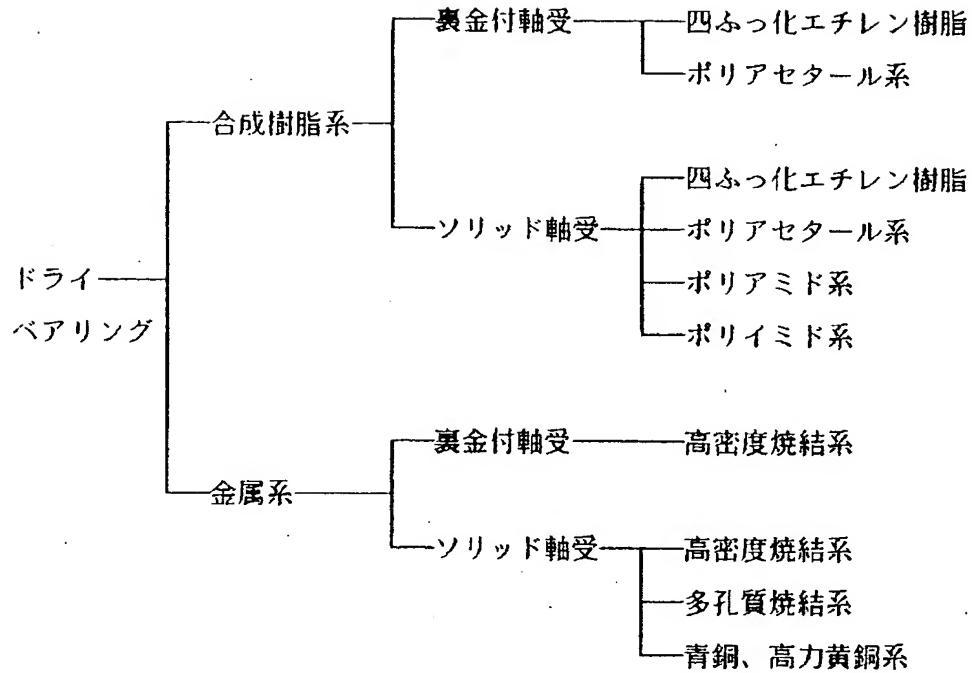 裏金付軸受
四ふっ化エチレン樹脂
ポリアセタール系
合成樹脂系
四ふっ化エチレン樹脂
ソリッド軸受
ポリアセタール系
ドライ
ポリアミド系
ベアリング
ポリイミド系
裏金付軸受
高密度焼結系
金属系
ソリッド軸受
高密度焼結系
多孔質焼結系
青銅、高力黄銅系